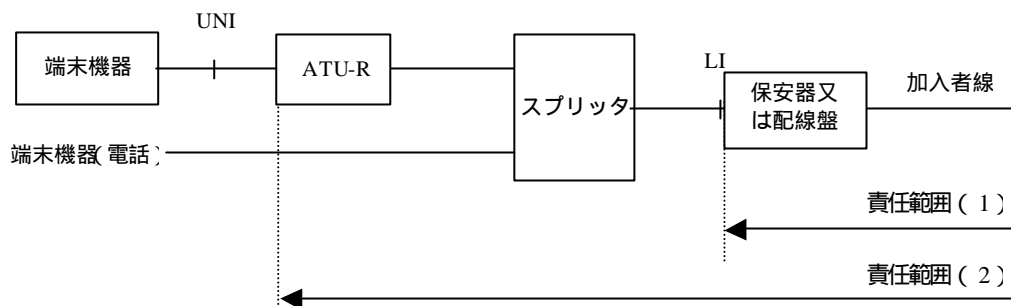 UNI
端末機器
ATU-R
スプリッタ
LI
保安器又
は配線盤
加入者線
端末機器(電話)
責任範囲(1)
責任範囲(2)